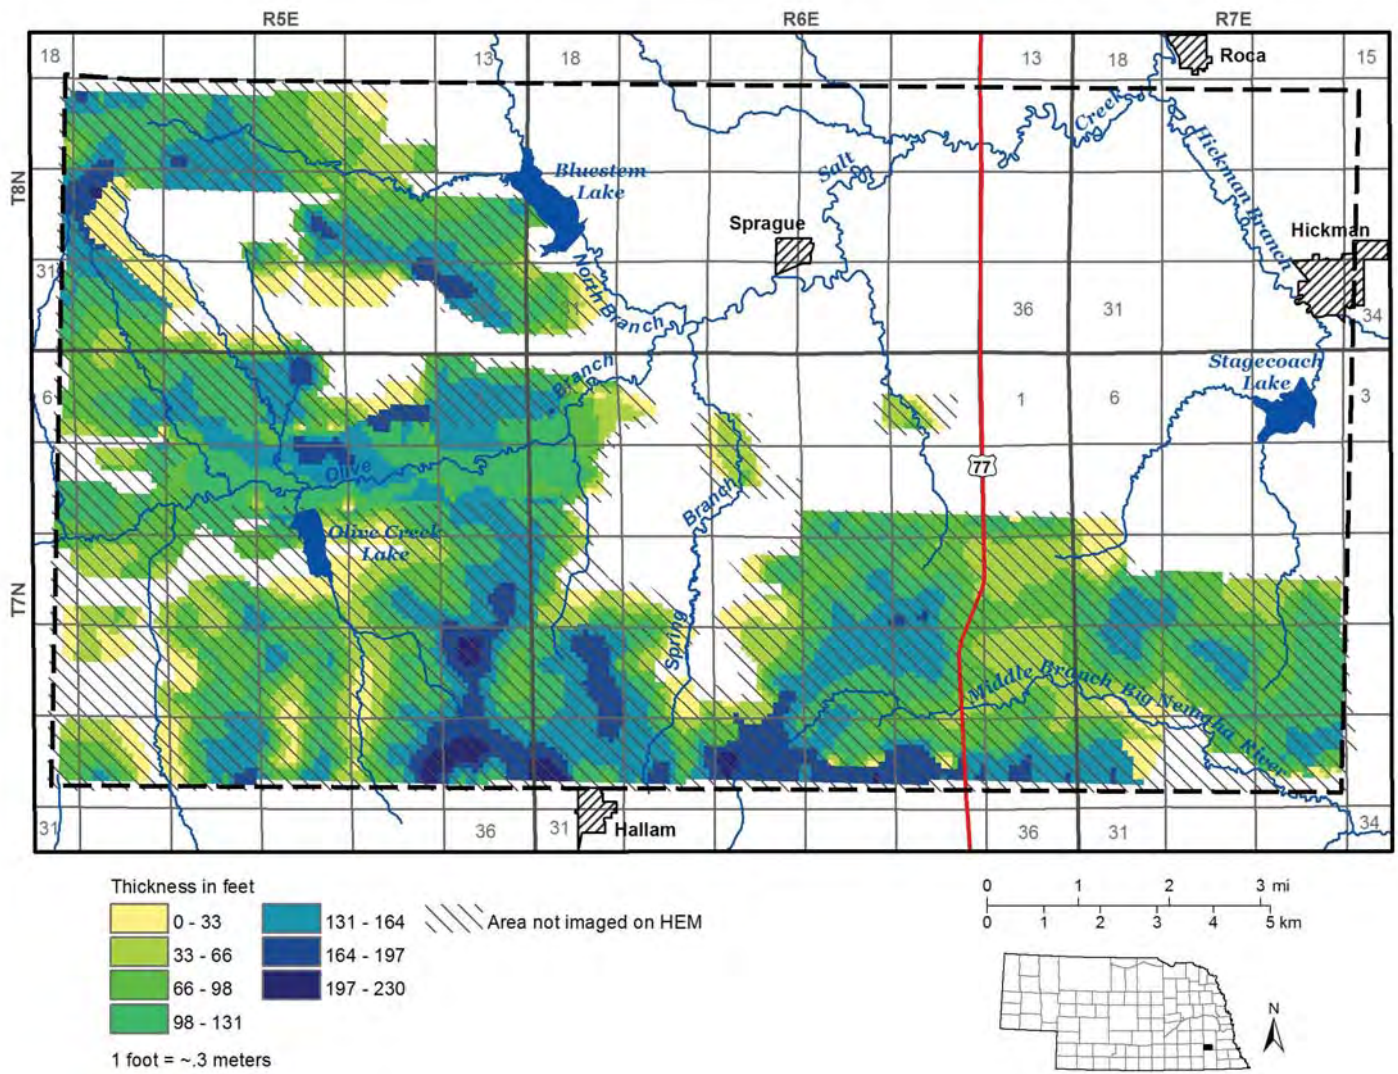 R5E R6E R7E
18 13 18 13 18 15
Roca
Creek
Hickman Branch
T8N
Bluestem
Lake
Salt
Sprague
Hickman
31
North Branch
31 36 31 34
Stagecoach
Lake
Branch
6 1 6 3
77
Olive
Branch
Olive Creek
Lake
T7N
Spring
Middle Branch Big Nemaha River
31 36 31 36 31 34
Hallam
Thickness in feet
0 - 33 131 - 164 Area not imaged on HEM
33 - 66 164 - 197
66 - 98 197 - 230
98 - 131
1 foot = ~.3 meters
0 1 2 3 mi
0 1 2 3 4 5 km
N